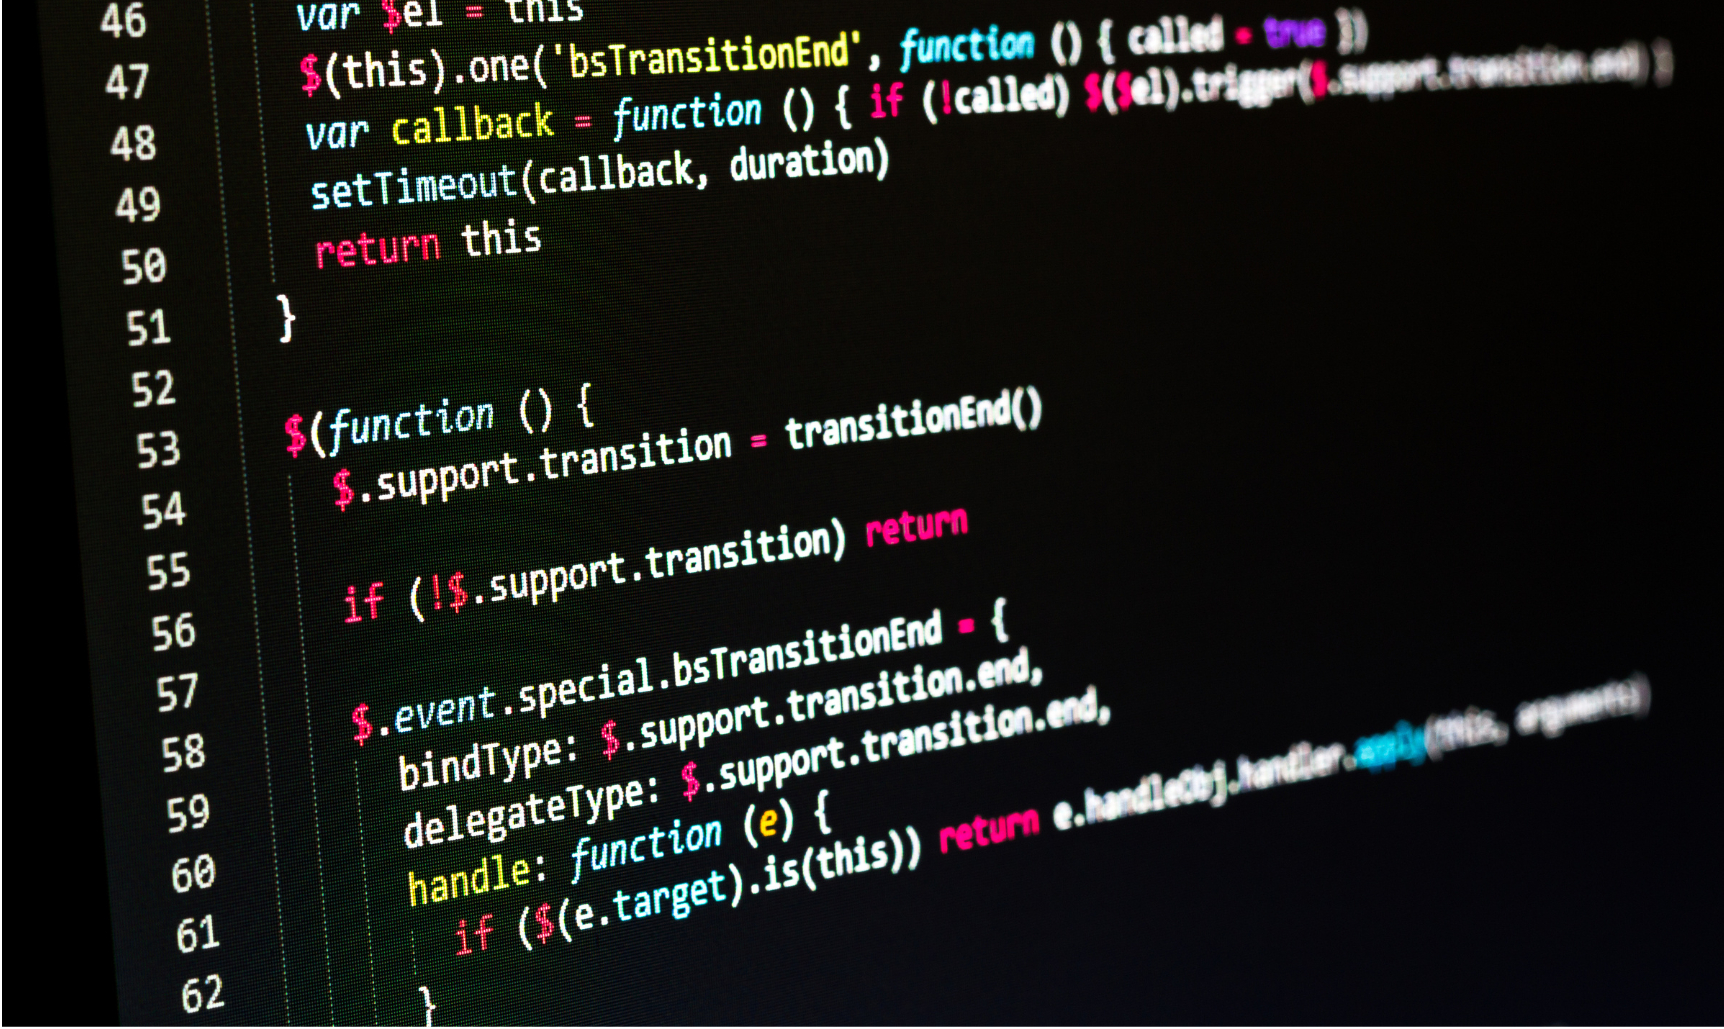 46 var $el = this
47 $(this).one('bsTransitionEnd', function () { called = true })
48 var callback = function () { if (!called) $($el).trigger($.support.transition.end) }
49 setTimeout(callback, duration)
50 return this
51 }
52
53 $(function () {
54 $.support.transition = transitionEnd()
55
56 if (!$.support.transition) return
57
58 $.event.special.bsTransitionEnd = {
59 bindType: $.support.transition.end,
60 delegateType: $.support.transition.end,
61 handle: function (e) {
62 if ($(e.target).is(this)) return e.handleObj.handler.apply(this, arguments)
}